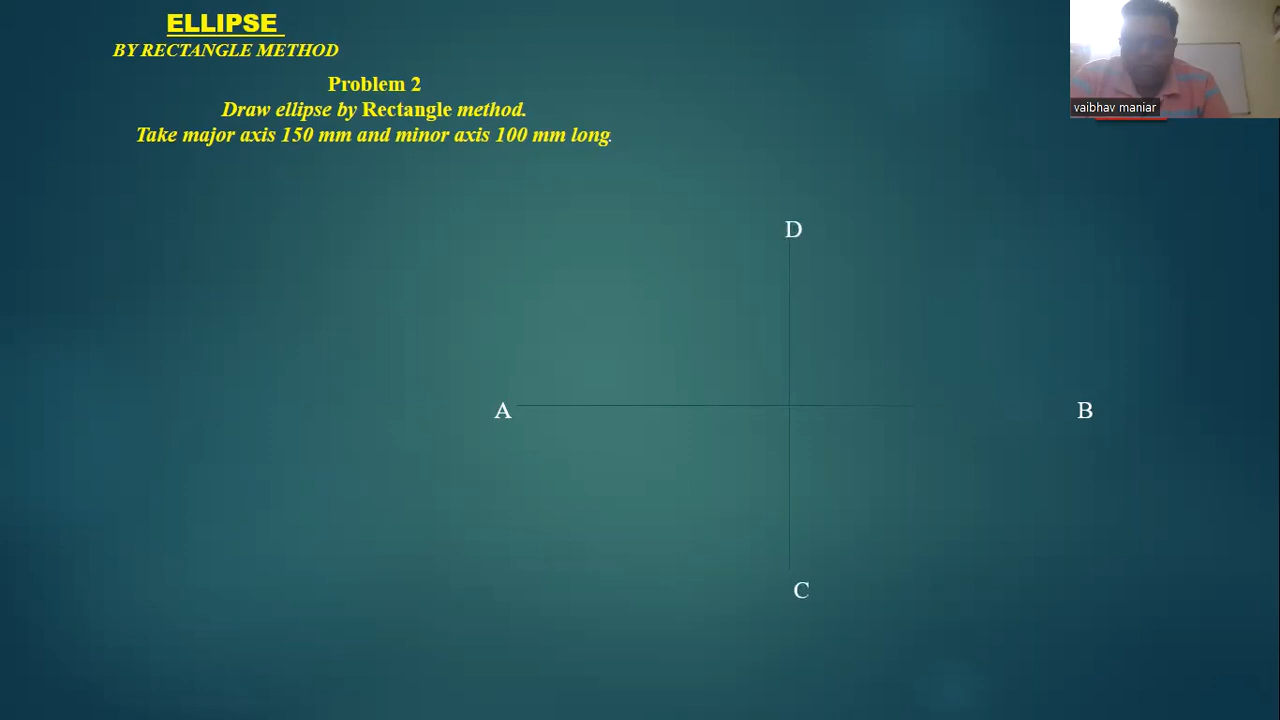 ELLIPSE
BY RECTANGLE METHOD
Problem 2
Draw ellipse by Rectangle method.
Take major axis 150 mm and minor axis 100 mm long.
vaibhav maniar
D
A
B
C